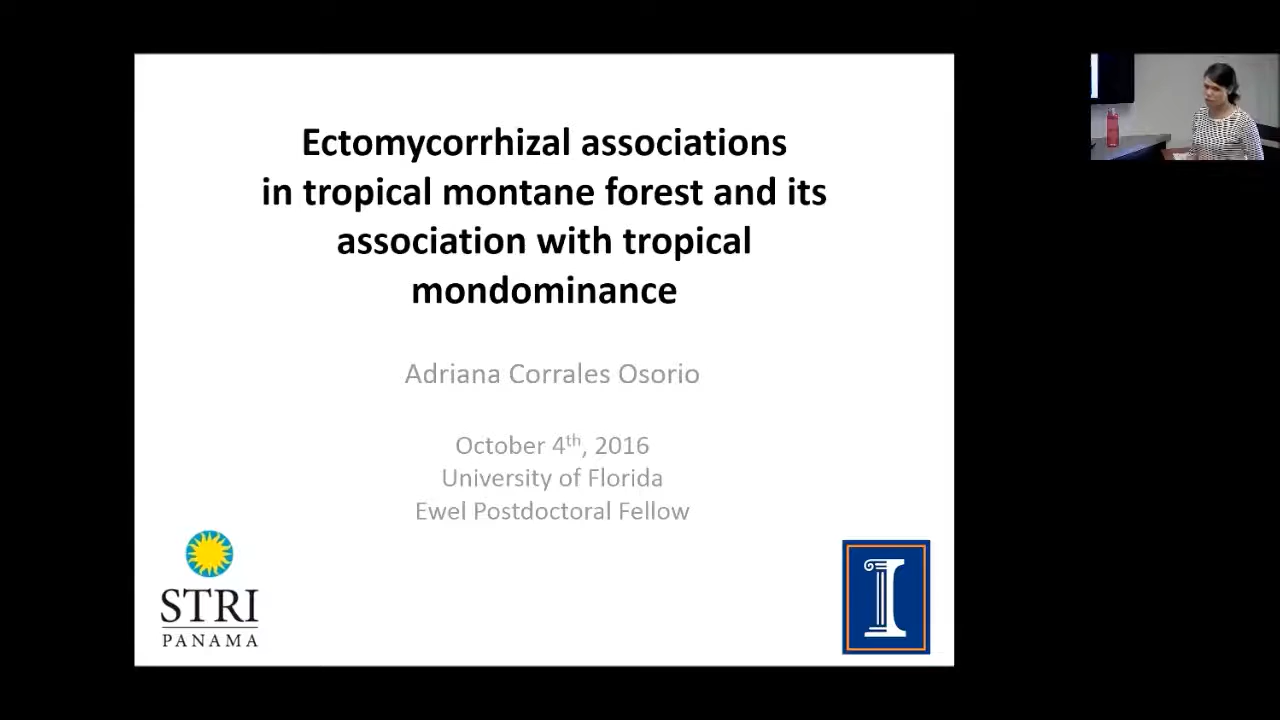 Ectomycorrhizal associations
in tropical montane forest and its
association with tropical
mondominance
Adriana Corrales Osorio
October 4th, 2016
University of Florida
Ewel Postdoctoral Fellow
STRI
PANAMA
I